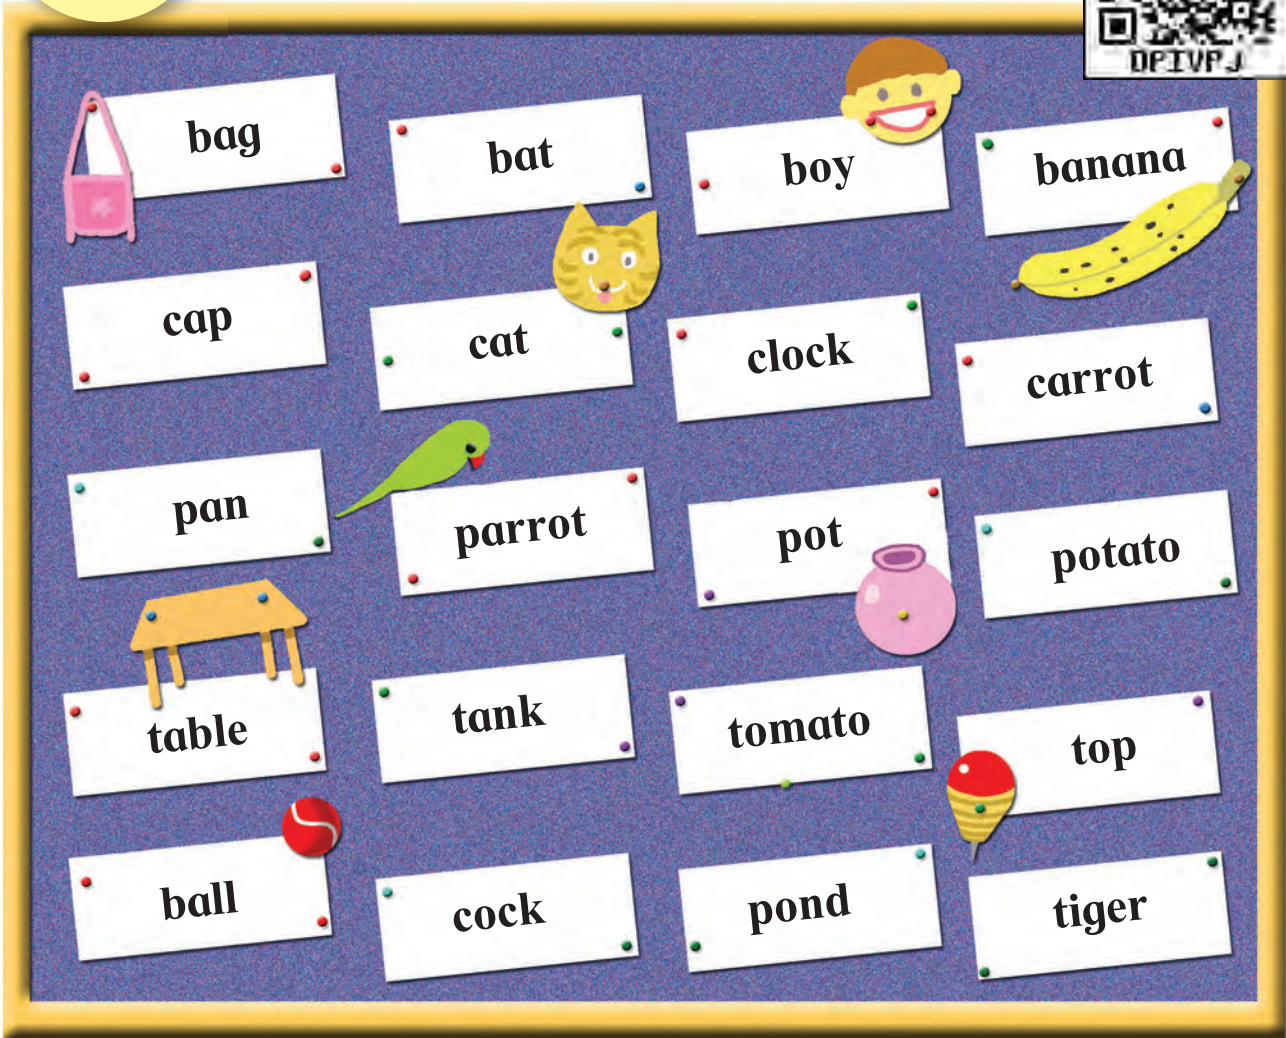 DPIVPJ
bag
bat
boy
banana
cap
cat
clock
carrot
pan
parrot
pot
potato
table
tank
tomato
top
ball
cock
pond
tiger